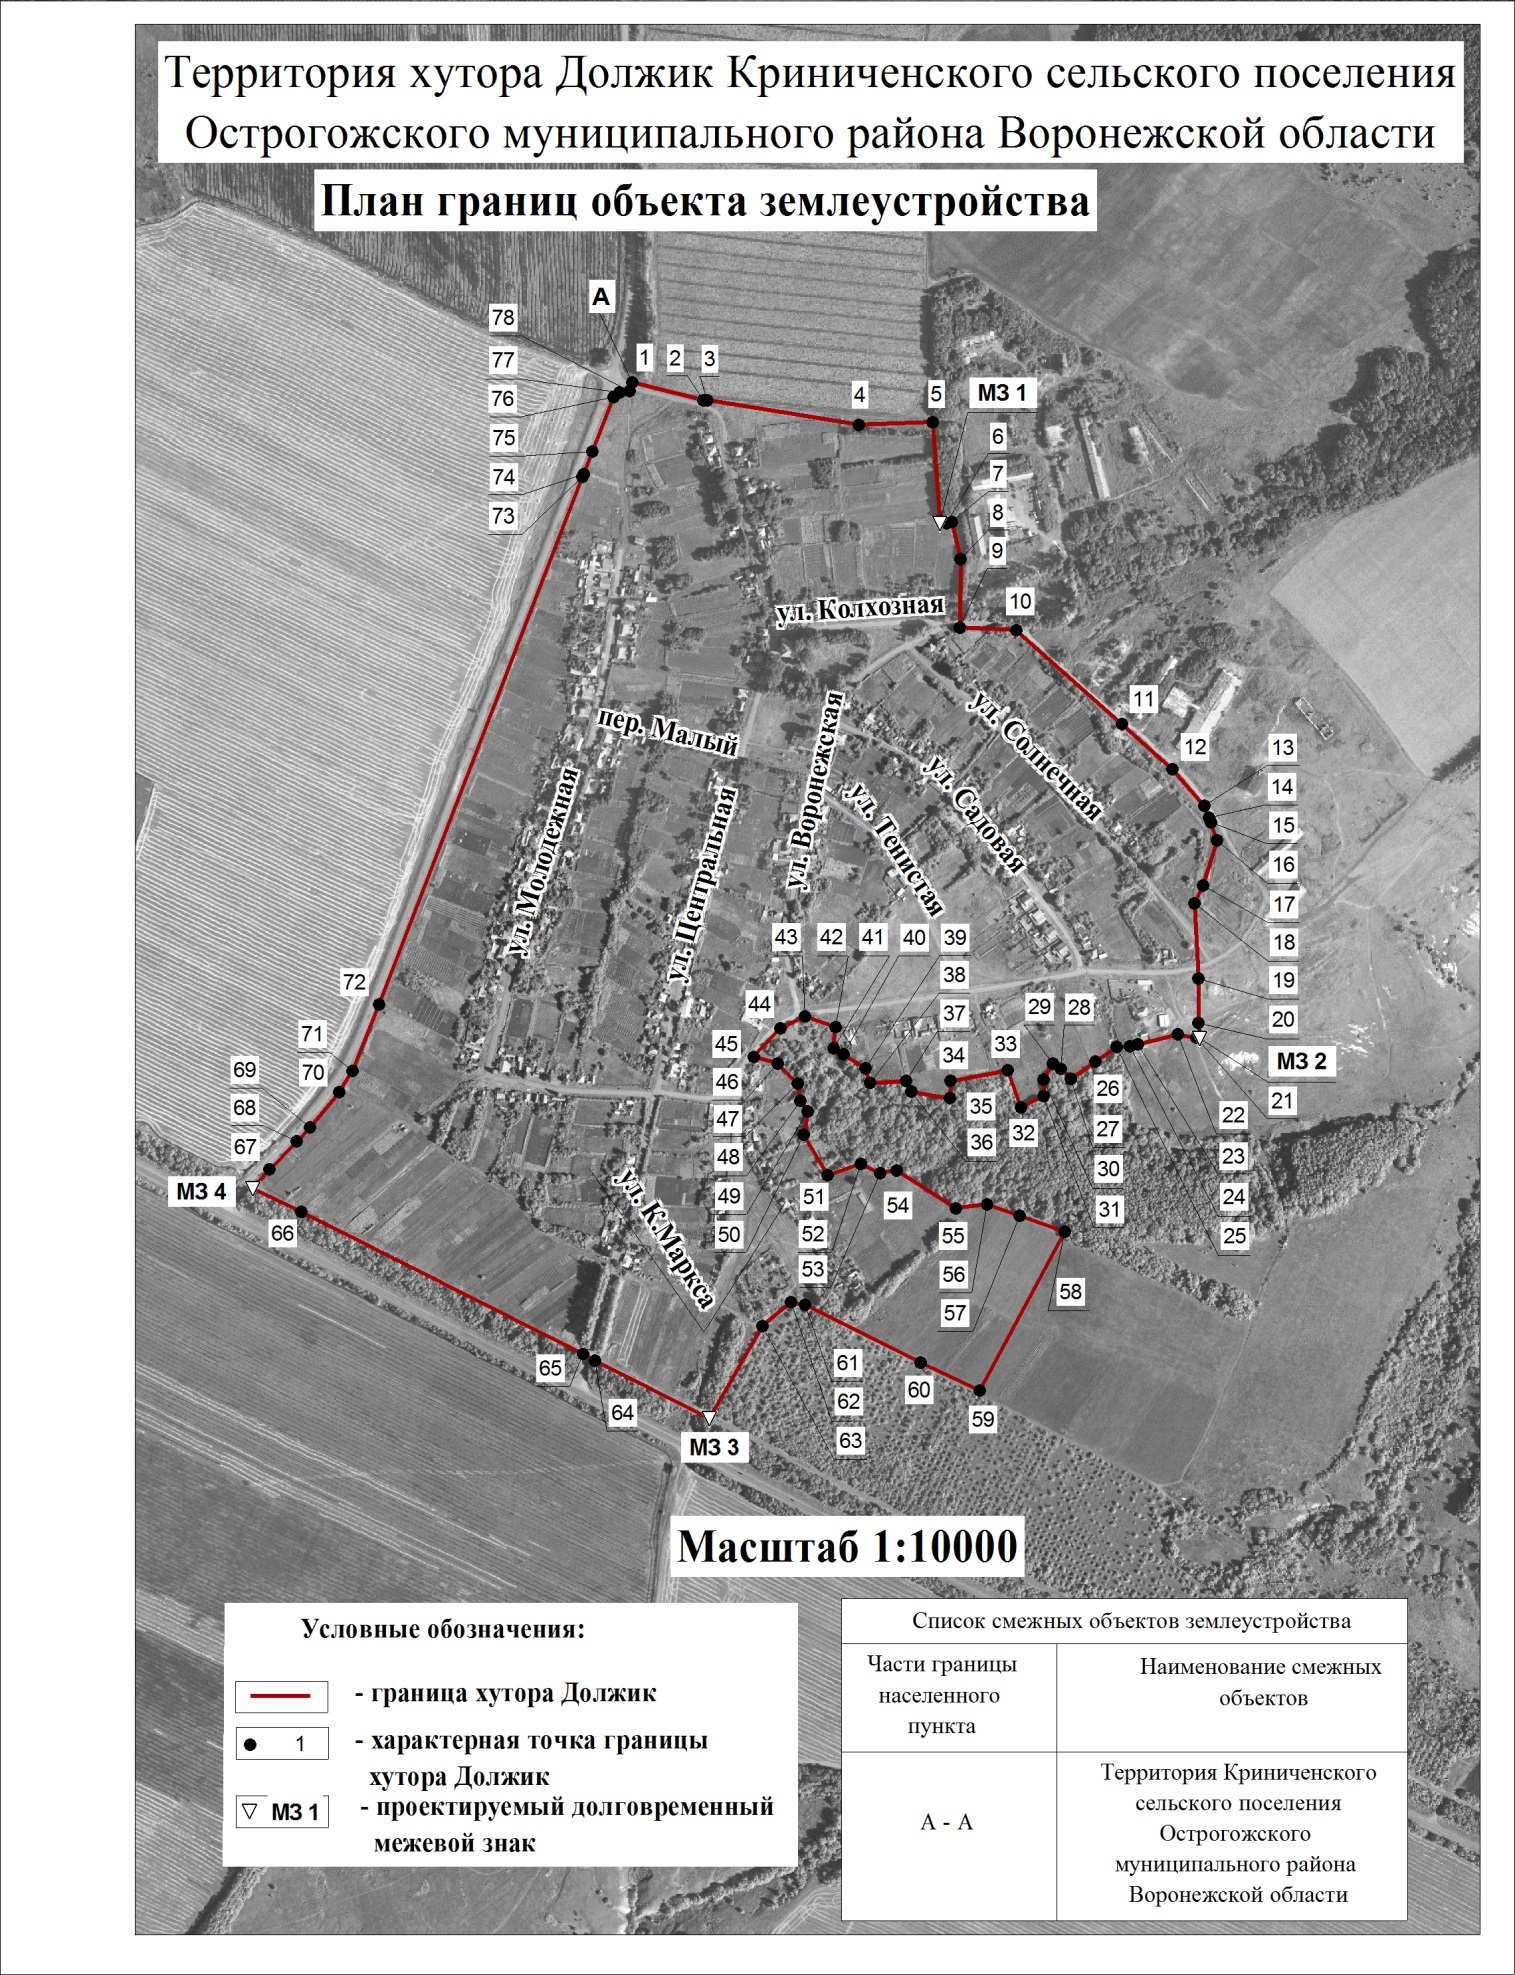 Территория хутора Должик Криниченского сельского поселения
Острогожского муниципального района Воронежской области
План границ объекта землеустройства
А
78
1
2
3
77
76
4
5
МЗ 1
75
6
74
7
73
8
9
ул. Колхозная
10
11
пер. Малый
ул. Воронежская
ул. Солнечная
12
13
14
ул. Молодежная
ул. Центральная
ул. Тенистая
ул. Садовая
15
16
17
43
42
41
40
39
18
38
72
19
44
37
29
28
20
71
45
34
33
МЗ 2
69
70
46
26
21
68
47
35
32
27
22
67
48
36
30
23
МЗ 4
49
51
54
31
24
66
50
52
55
25
ул. К.Маркса
53
56
58
57
65
61
60
64
62
59
МЗ 3
63
Масштаб 1:10000
Условные обозначения:
- граница хутора Должик
1
- характерная точка границы
хутора Должик
МЗ 1
- проектируемый долговременный
межевой знак
Список смежных объектов землеустройства
Части границы
населенного
пункта
Наименование смежных
объектов
А - А
Территория Криниченского
сельского поселения
Острогожского
муниципального района
Воронежской области